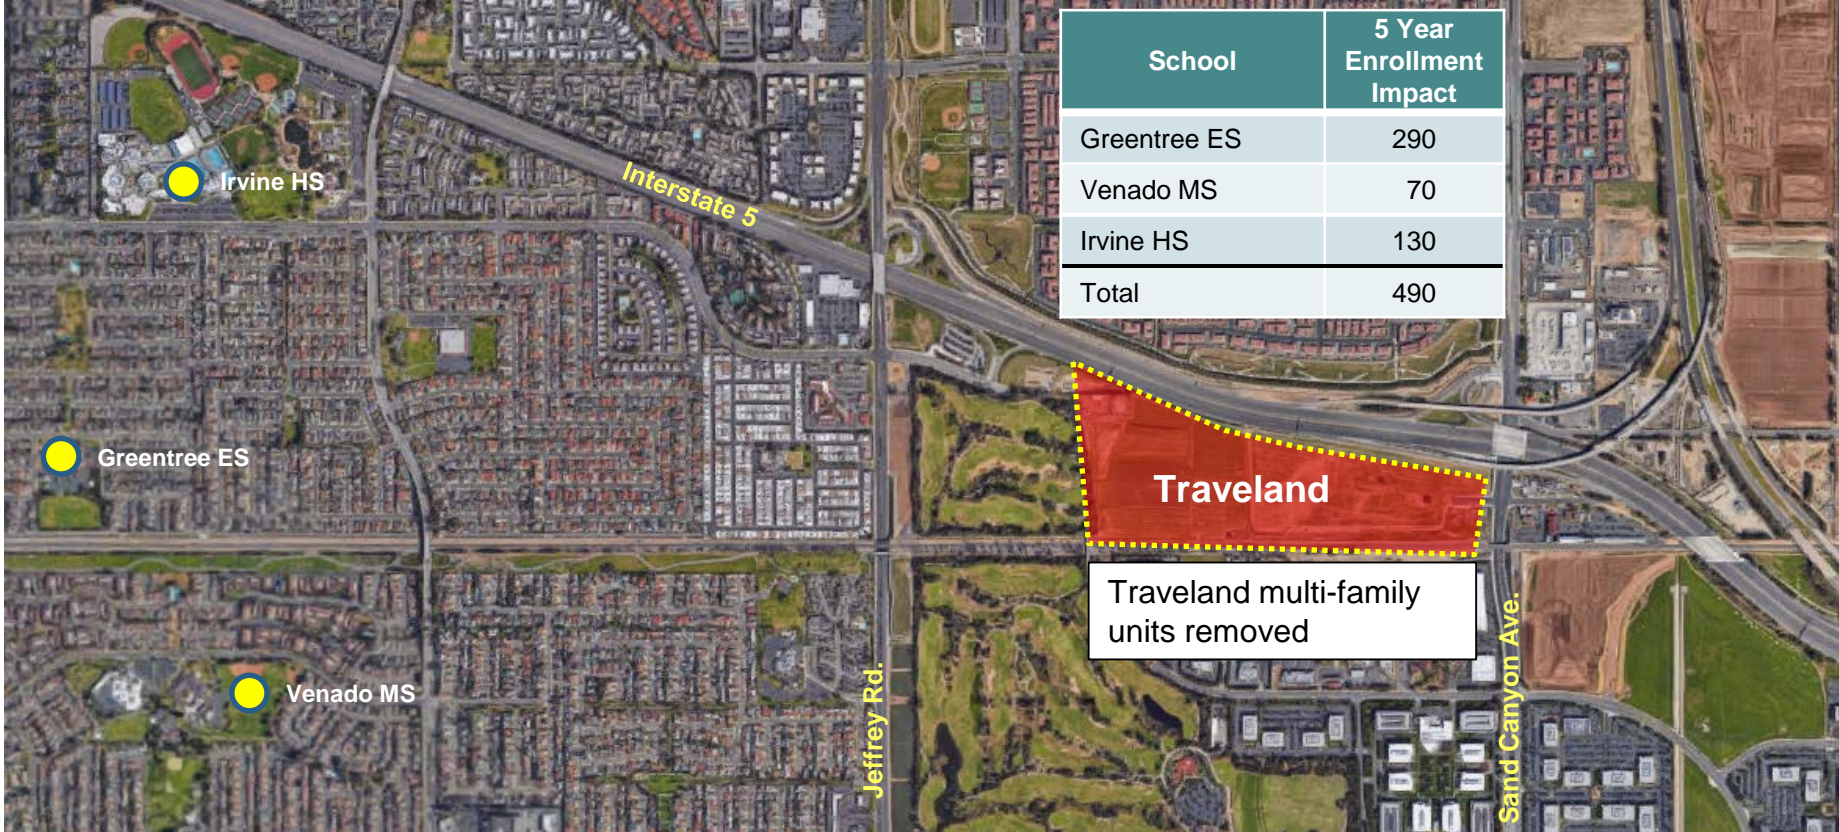 School
5 Year
Enrollment
Impact
Greentree ES 290
Venado MS 70
Irvine HS 130
Total 490
Irvine HS
Interstate 5
Greentree ES
Traveland
Traveland multi-family
units removed
Venado MS
Jeffrey Rd.
Sand Canyon Ave.